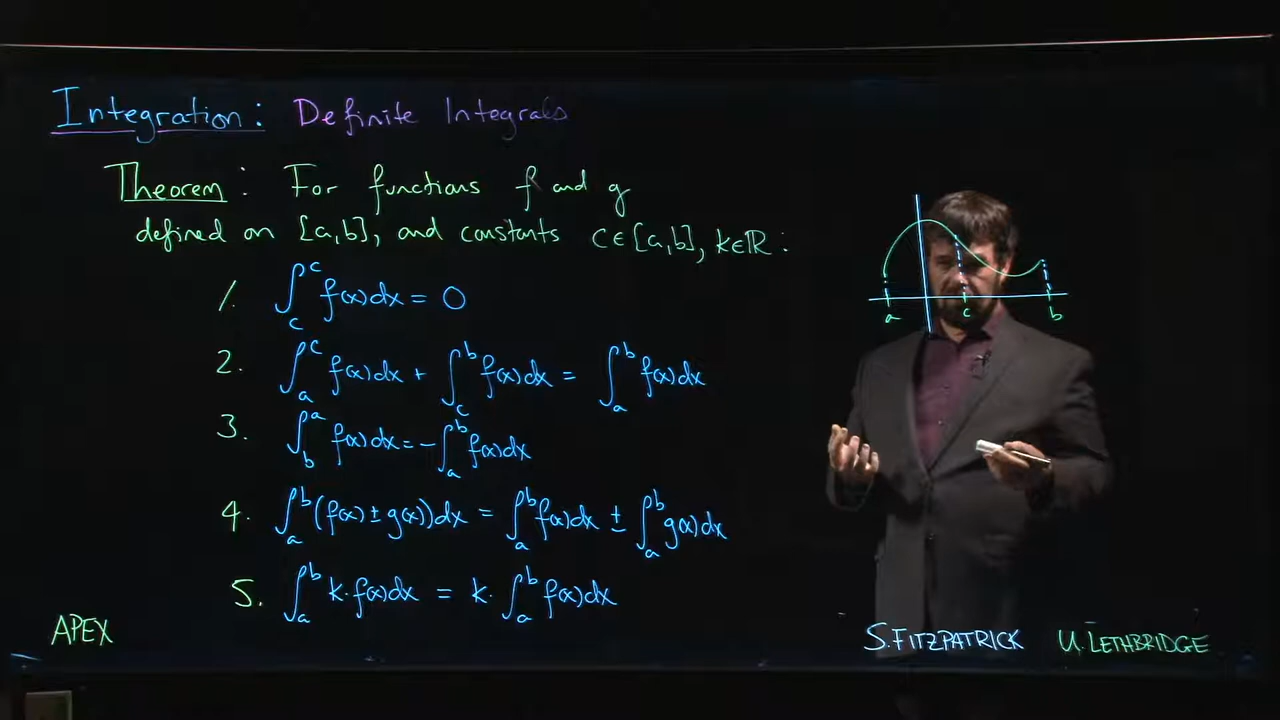 Integration: Definite Integrals
Theorem: For functions f and g
defined on [a,b], and constants c∈[a,b], k∈ℝ:
1. ∫_c^c f(x)dx = 0
2. ∫_a^c f(x)dx + ∫_c^b f(x)dx = ∫_a^b f(x)dx
3. ∫_b^a f(x)dx = -∫_a^b f(x)dx
4. ∫_a^b (f(x) ± g(x))dx = ∫_a^b f(x)dx ± ∫_a^b g(x)dx
5. ∫_a^b k·f(x)dx = k·∫_a^b f(x)dx
a c b
APEX
S. FITZPATRICK U. LETHBRIDGE